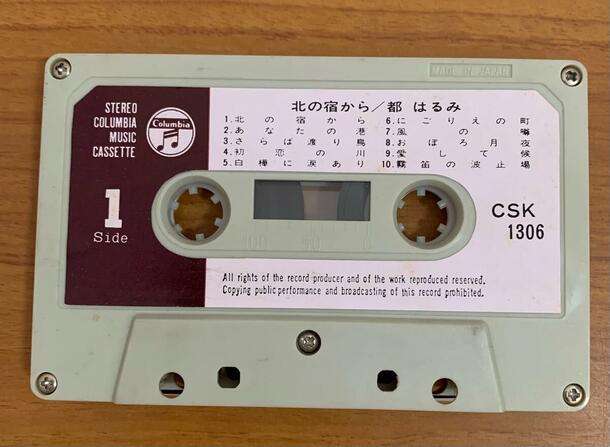 MADE IN JAPAN
STEREO
COLUMBIA
MUSIC
CASSETTE
Columbia
1
Side
北の宿から/都 はるみ
1.北の宿から 6.にごりえの町
2.あなたの港 7.風の噂
3.さらば渡り鳥 8.おぼろ月夜
4.初恋の川 9.愛して候
5.白樺に涙あり 10.霧笛の波止場
100 50 0
CSK
1306
All rights of the record producer and of the work reproduced reserved.
Copying public performance and broadcasting of this record prohibited.